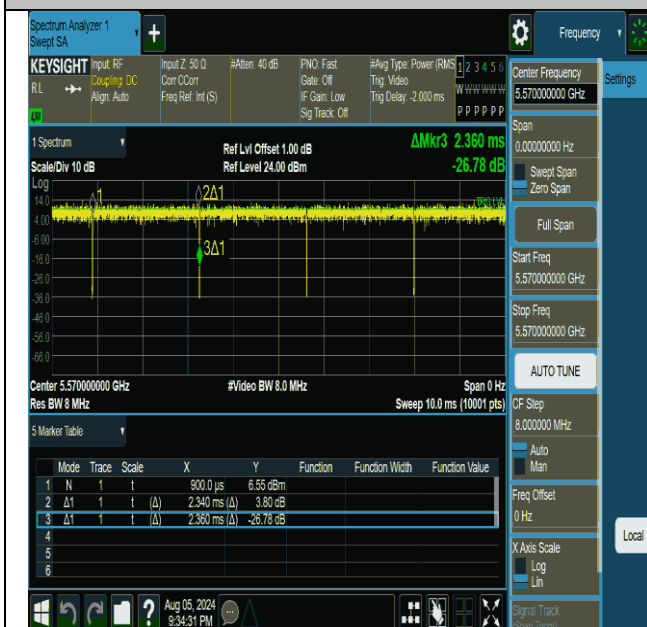 Spectrum Analyzer 1
Swept SA
+
Frequency
KEYSIGHT
RL
Input: RF
Coupling: DC
Align: Auto
Input Z: 50 Ω
Corr CCorr
Freq Ref: Int (S)
#Atten: 40 dB
PNO: Fast
Gate: Off
IF Gain: Low
Sig Track: Off
#Avg Type: Power (RMS
Trig: Video
Trig Delay: -2.000 ms
1 2 3 4 5 6
W W W W W W
P P P P P P
Center Frequency
5.570000000 GHz
Settings
Span
0.00000000 Hz
Swept Span
Zero Span
Full Span
Start Freq
5.570000000 GHz
Stop Freq
5.570000000 GHz
AUTO TUNE
CF Step
8.000000 MHz
Auto
Man
Freq Offset
0 Hz
X Axis Scale
Log
Lin
Signal Track
(Span Zoom)
Local
1 Spectrum
Scale/Div 10 dB
Ref Lvl Offset 1.00 dB
Ref Level 24.00 dBm
ΔMkr3 2.360 ms
-26.78 dB
Log
14.0
4.00
-6.00
-16.0
-26.0
-36.0
-46.0
-56.0
-66.0
1
2Δ1
3Δ1
Center 5.570000000 GHz
Res BW 8 MHz
#Video BW 8.0 MHz
Span 0 Hz
Sweep 10.0 ms (10001 pts)
5 Marker Table
Mode Trace Scale X Y Function Function Width Function Value
1 N 1 t 900.0 µs 6.55 dBm
2 Δ1 1 t (Δ) 2.340 ms (Δ) 3.80 dB
3 Δ1 1 t (Δ) 2.360 ms (Δ) -26.78 dB
4
5
6
?
Aug 05, 2024
9:34:31 PM